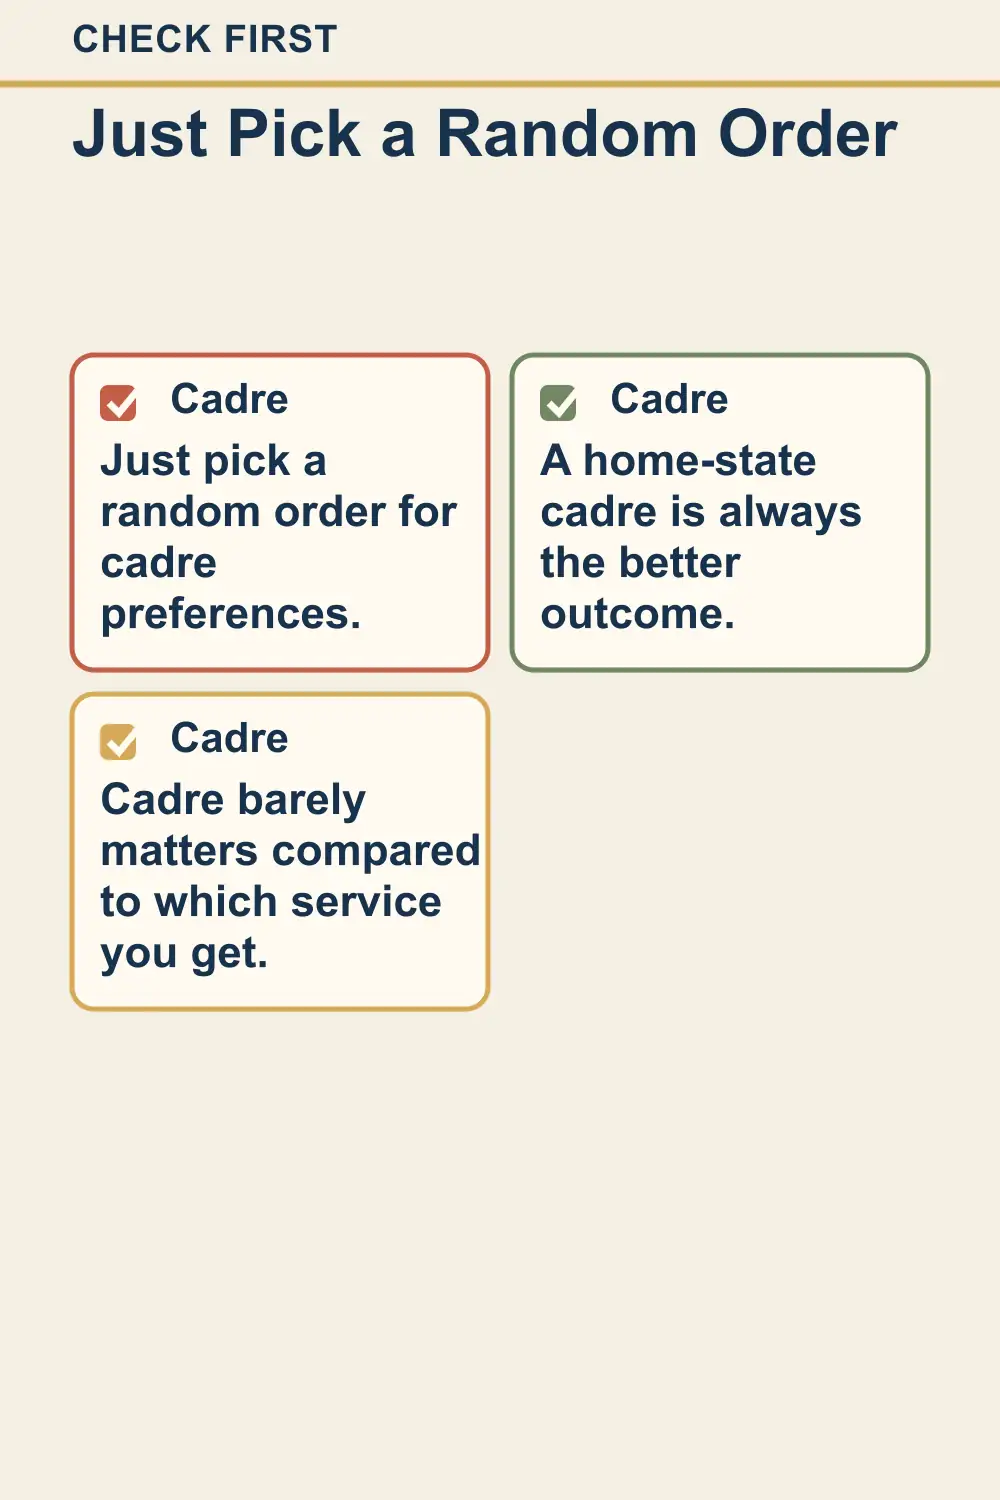 CHECK FIRST
Just Pick a Random Order
Cadre
Just pick a
random order for
cadre
preferences.
Cadre
A home-state
cadre is always
the better
outcome.
Cadre
Cadre barely
matters compared
to which service
you get.